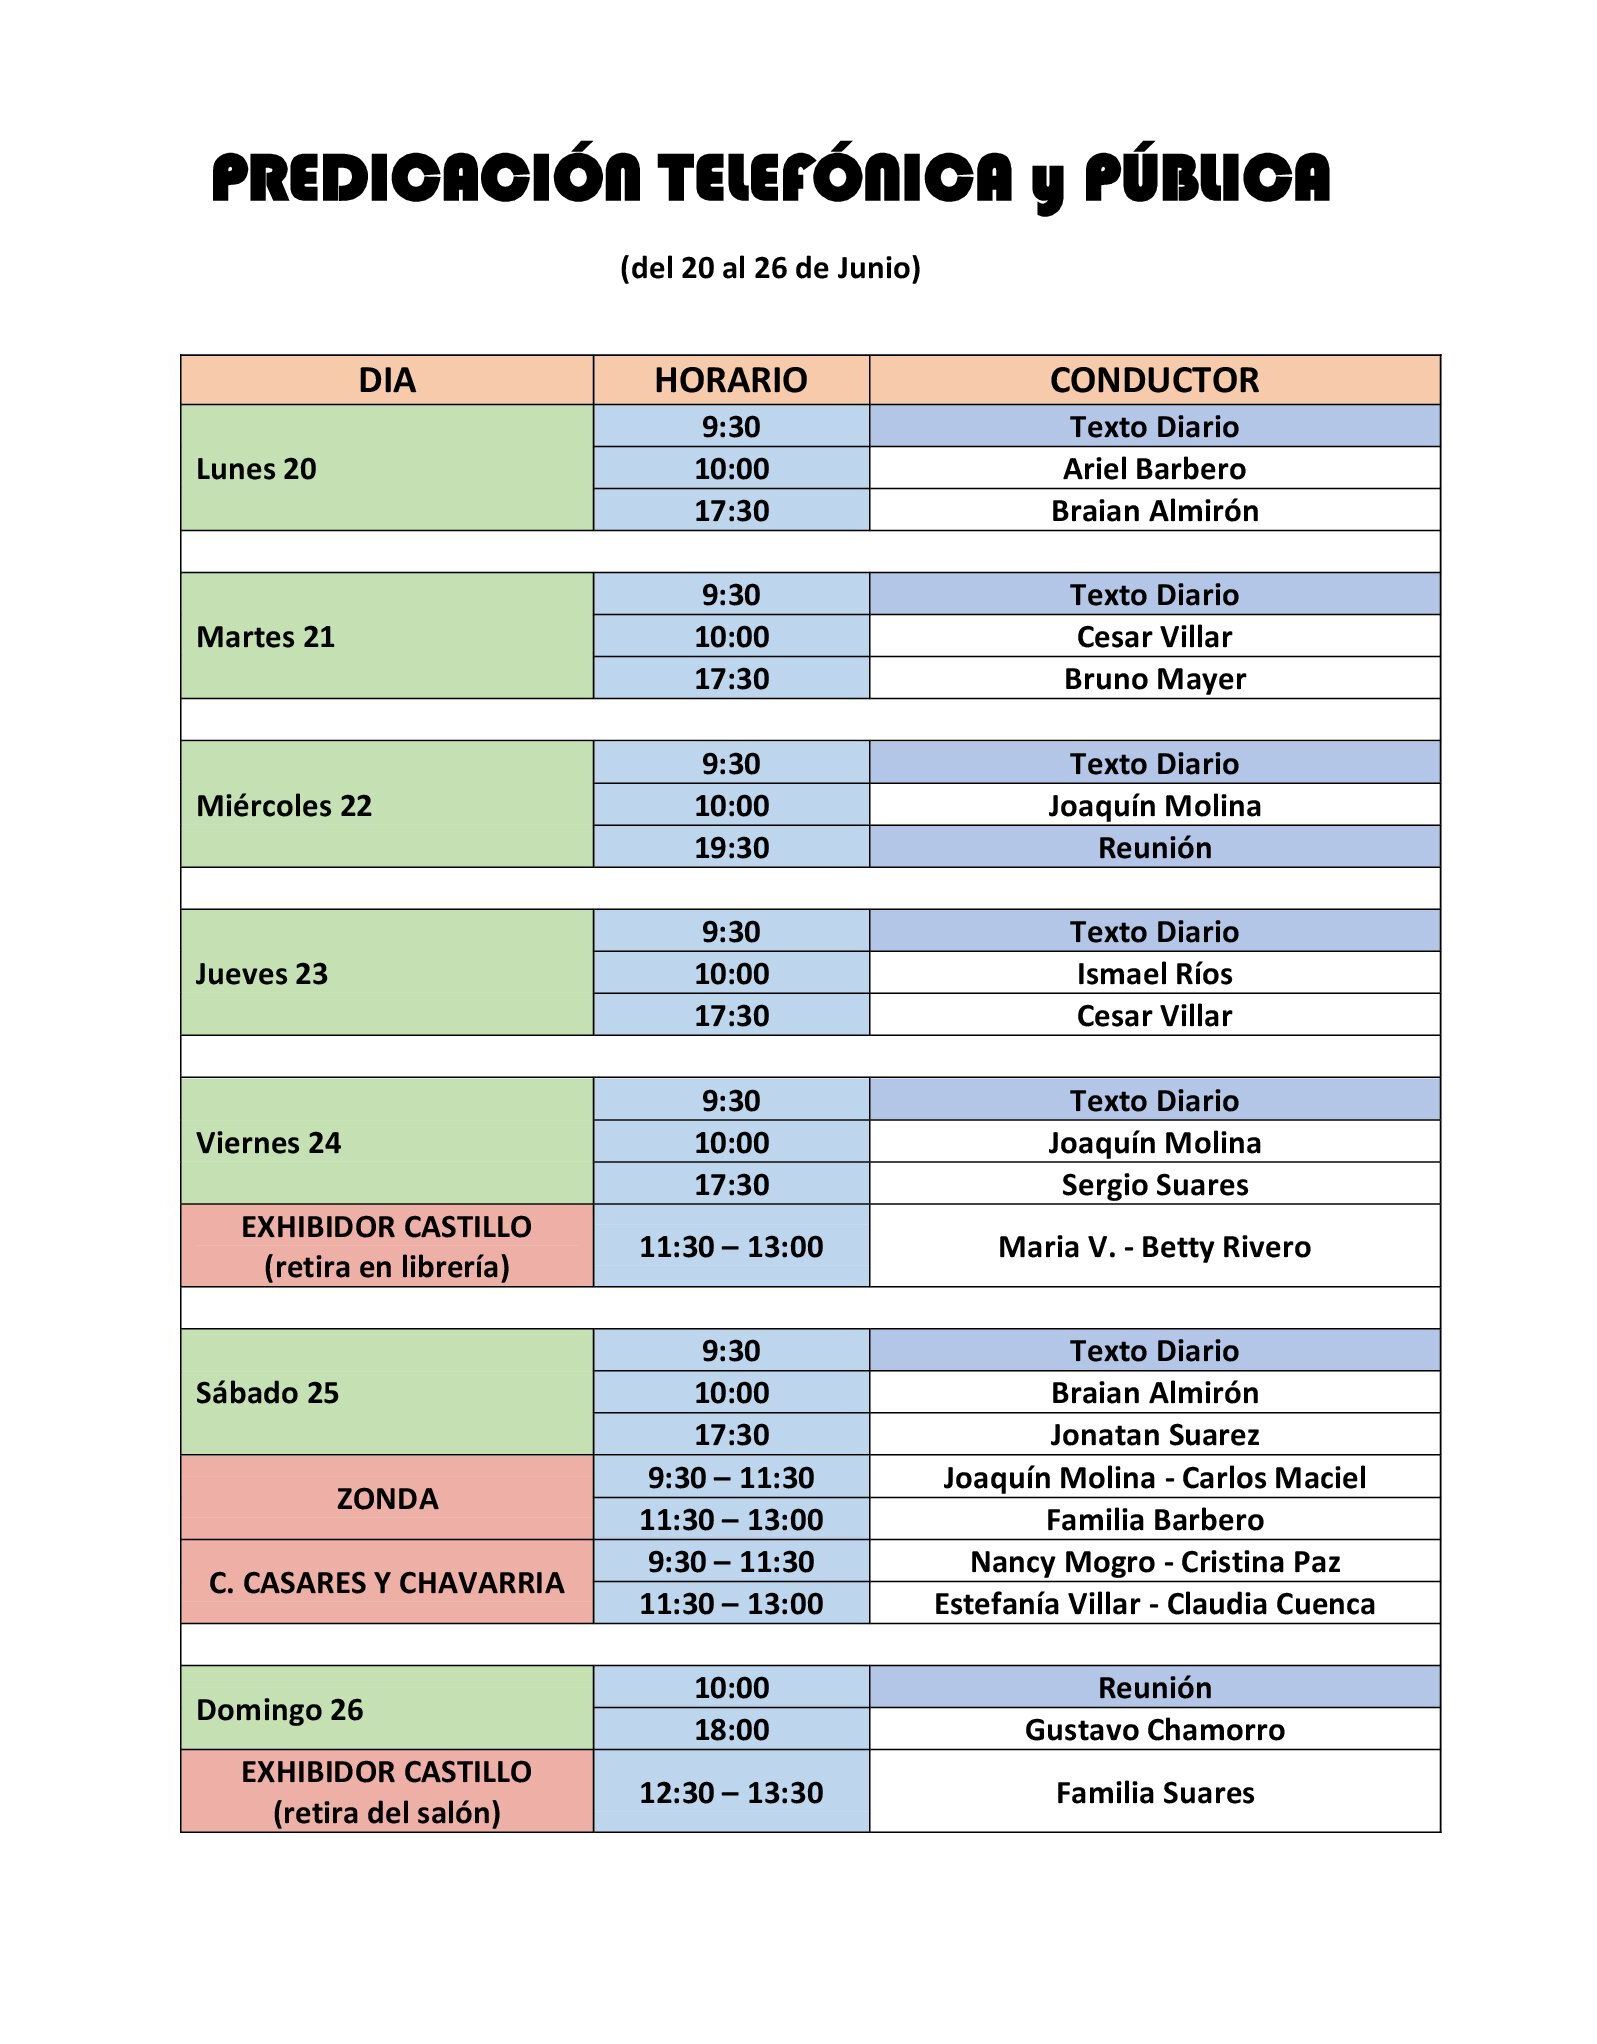 PREDICACIÓN TELEFÓNICA y PÚBLICA
(del 20 al 26 de Junio)
DIA HORARIO CONDUCTOR
Lunes 20
9:30 Texto Diario
10:00 Ariel Barbero
17:30 Braian Almirón
Martes 21
9:30 Texto Diario
10:00 Cesar Villar
17:30 Bruno Mayer
Miércoles 22
9:30 Texto Diario
10:00 Joaquín Molina
19:30 Reunión
Jueves 23
9:30 Texto Diario
10:00 Ismael Ríos
17:30 Cesar Villar
Viernes 24
9:30 Texto Diario
10:00 Joaquín Molina
17:30 Sergio Suares
EXHIBIDOR CASTILLO
(retira en librería)
11:30 – 13:00 Maria V. - Betty Rivero
Sábado 25
9:30 Texto Diario
10:00 Braian Almirón
17:30 Jonatan Suarez
ZONDA
9:30 – 11:30 Joaquín Molina - Carlos Maciel
11:30 – 13:00 Familia Barbero
C. CASARES Y CHAVARRIA
9:30 – 11:30 Nancy Mogro - Cristina Paz
11:30 – 13:00 Estefanía Villar - Claudia Cuenca
Domingo 26
10:00 Reunión
18:00 Gustavo Chamorro
EXHIBIDOR CASTILLO
(retira del salón)
12:30 – 13:30 Familia Suares